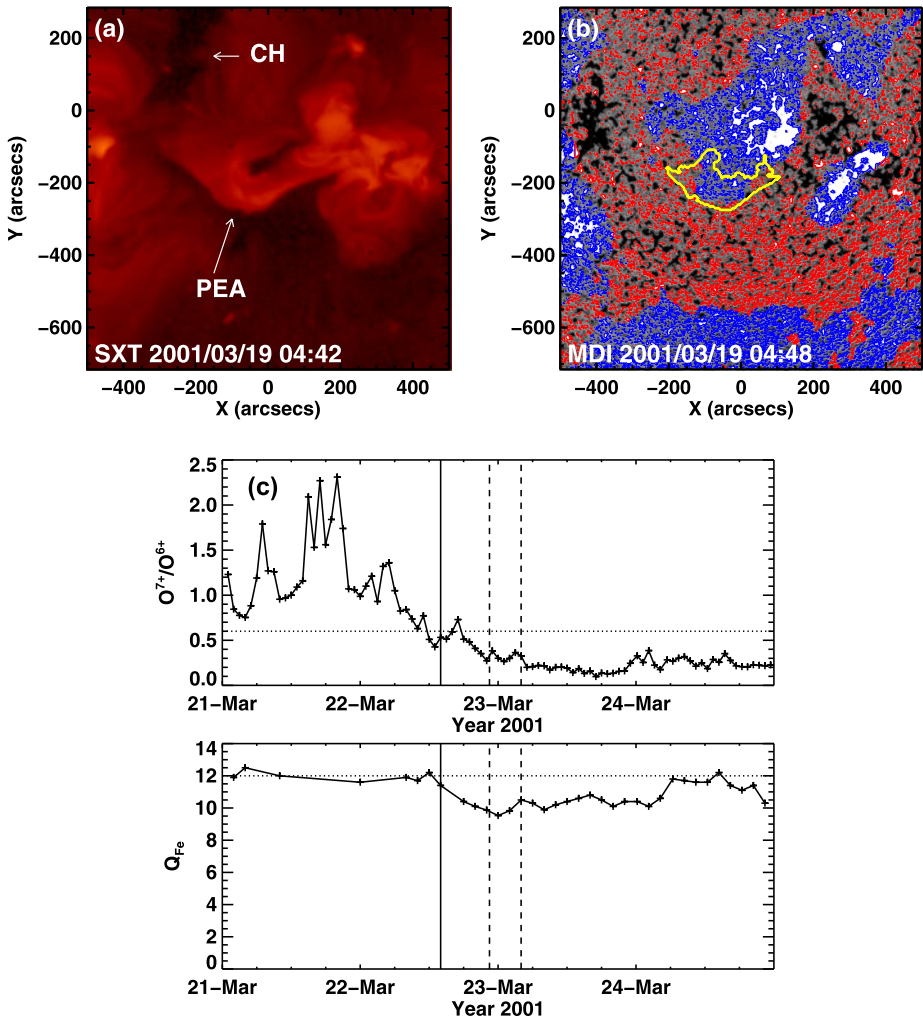 (a)
CH
PEA
SXT 2001/03/19 04:42
200
0
−200
−400
−600
Y (arcsecs)
−400 −200 0 200 400
X (arcsecs)
(b)
MDI 2001/03/19 04:48
200
0
−200
−400
−600
Y (arcsecs)
−400 −200 0 200 400
X (arcsecs)
(c)
2.5
2.0
1.5
1.0
0.5
0.0
O⁷⁺/O⁶⁺
21−Mar 22−Mar 23−Mar 24−Mar
Year 2001
14
12
10
8
6
4
2
0
Q_Fe
21−Mar 22−Mar 23−Mar 24−Mar
Year 2001